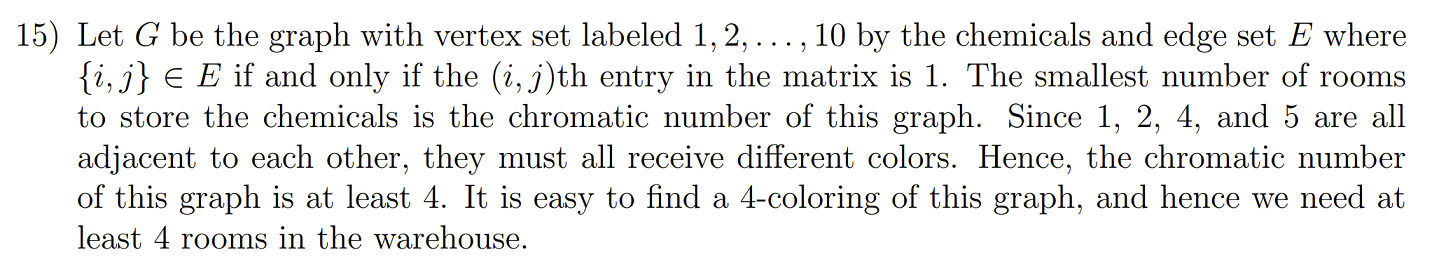 15) Let G be the graph with vertex set labeled 1, 2, . . . , 10 by the chemicals and edge set E where
{i, j} ∈ E if and only if the (i, j)th entry in the matrix is 1. The smallest number of rooms
to store the chemicals is the chromatic number of this graph. Since 1, 2, 4, and 5 are all
adjacent to each other, they must all receive different colors. Hence, the chromatic number
of this graph is at least 4. It is easy to find a 4-coloring of this graph, and hence we need at
least 4 rooms in the warehouse.